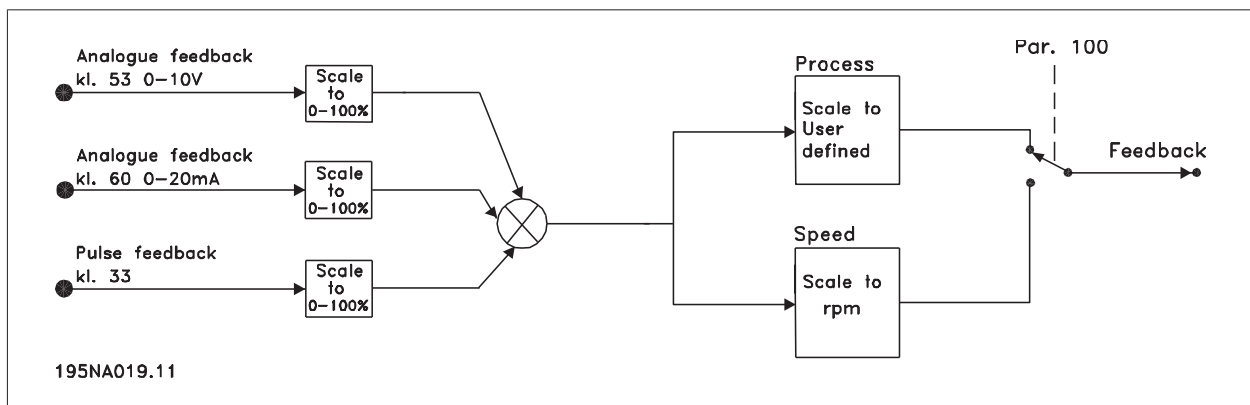 Analogue feedback
kl. 53 0-10V
Scale
to
0-100%
Analogue feedback
kl. 60 0-20mA
Scale
to
0-100%
Pulse feedback
kl. 33
Scale
to
0-100%
Process
Scale to
User
defined
Speed
Scale to
rpm
Par. 100
Feedback
195NA019.11